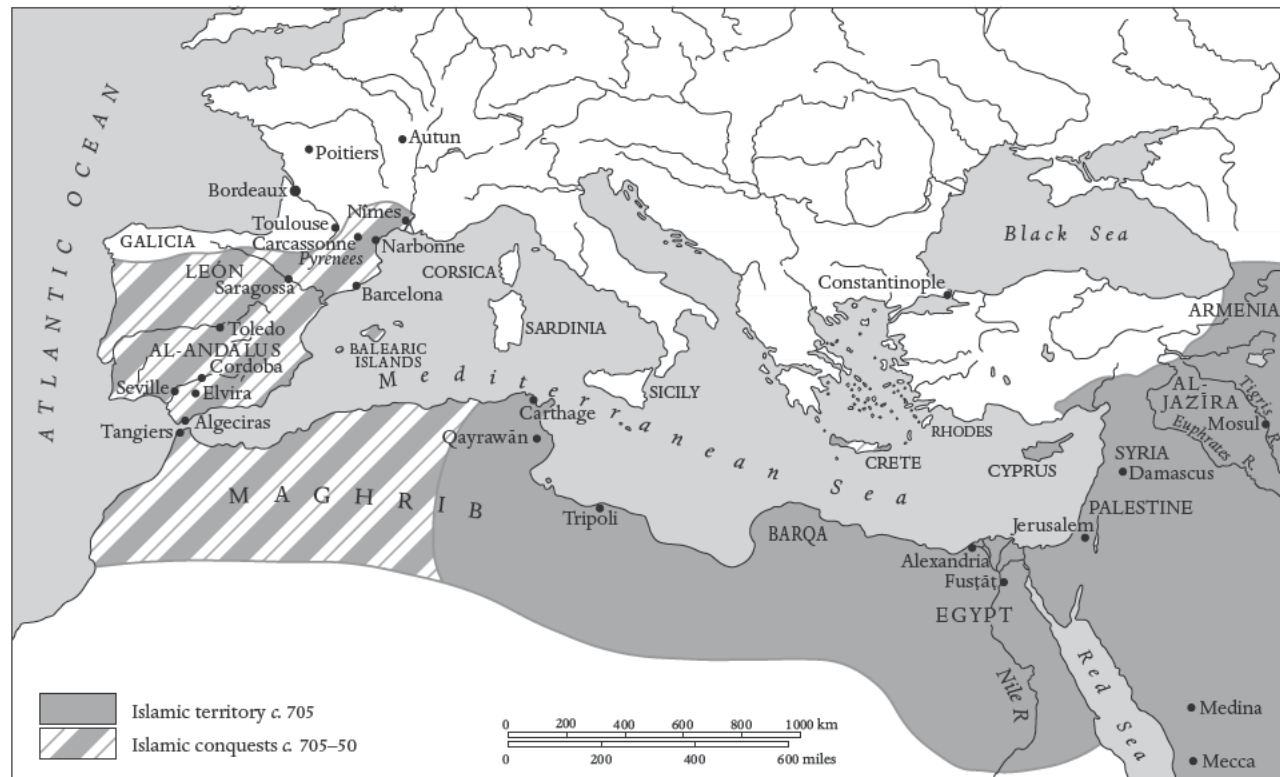 ATLANTIC OCEAN
Autun
Poitiers
Bordeaux
Nîmes
Toulouse
Carcassonne
Narbonne
Pyrenees
GALICIA
LEÓN
Saragossa
Barcelona
CORSICA
Black Sea
Constantinople
ARMENIA
Toledo
SARDINIA
BALEARIC
ISLANDS
AL-ANDALUS
Cordoba
Seville
Elvira
Mediterranean Sea
SICILY
AL-
JAZĪRA
Tigris R.
Mosul
Euphrates R.
Algeciras
Tangiers
Carthage
Qayrawān
RHODES
CRETE
CYPRUS
SYRIA
Damascus
MAGHRIB
Tripoli
BARQA
PALESTINE
Jerusalem
Alexandria
Fusṭāṭ
EGYPT
Nile R
Red Sea
Medina
Mecca
Islamic territory c. 705
Islamic conquests c. 705–50
0 200 400 600 800 1000 km
0 200 400 600 miles